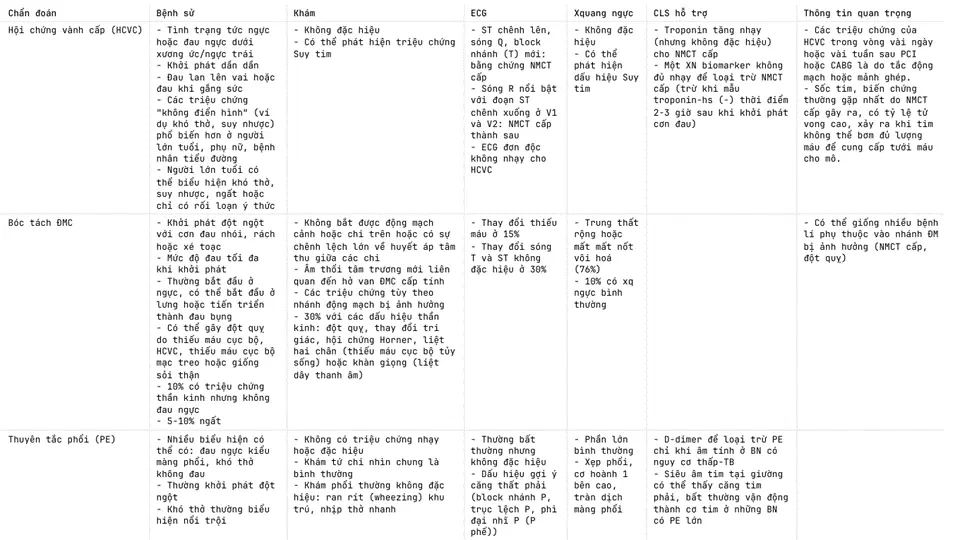 Chẩn đoán
Bệnh sử
Khám
ECG
Xquang ngực
CLS hỗ trợ
Thông tin quan trọng
Hội chứng vành cấp (HCVC)
- Tình trạng tức ngực
hoặc đau ngực dưới
xương ức/ngực trái
- Khởi phát dần dần
- Đau lan lên vai hoặc
đau khi gắng sức
- Các triệu chứng
"không điển hình" (ví
dụ khó thở, suy nhược)
phổ biến hơn ở người
lớn tuổi, phụ nữ, bệnh
nhân tiểu đường
- Người lớn tuổi có
thể biểu hiện khó thở,
suy nhược, ngất hoặc
chỉ có rối loạn ý thức
- Không đặc hiệu
- Có thể phát hiện triệu chứng
Suy tim
- ST chênh lên,
sóng Q, block
nhánh (T) mới:
bằng chứng NMCT
cấp
- Sóng R nổi bật
với đoạn ST
chênh xuống ở V1
và V2: NMCT cấp
thành sau
- ECG đơn độc
không nhạy cho
HCVC
- Không đặc
hiệu
- Có thể
phát hiện
dấu hiệu Suy
tim
- Troponin tăng nhạy
(nhưng không đặc hiệu)
cho NMCT cấp
- Một XN biomarker không
đủ nhạy để loại trừ NMCT
cấp (trừ khi mẫu
troponin-hs (-) thời điểm
2-3 giờ sau khi khởi phát
cơn đau)
- Các triệu chứng của
HCVC trong vòng vài ngày
hoặc vài tuần sau PCI
hoặc CABG là do tắc động
mạch hoặc mảnh ghép.
- Sốc tim, biến chứng
thường gặp nhất do NMCT
cấp gây ra, có tỷ lệ tử
vong cao, xảy ra khi tim
không thể bơm đủ lượng
máu để cung cấp tưới máu
cho mô.
Bóc tách ĐMC
- Khởi phát đột ngột
với cơn đau nhói, rách
hoặc xé toạc
- Mức độ đau tối đa
khi khởi phát
- Thường bắt đầu ở
ngực, có thể bắt đầu ở
lưng hoặc tiến triển
thành đau bụng
- Có thể gây đột quỵ
do thiếu máu cục bộ,
HCVC, thiếu máu cục bộ
mạc treo hoặc giống
sỏi thận
- 10% có triệu chứng
thần kinh nhưng không
đau ngực
- 5-10% ngất
- Không bắt được động mạch
cảnh hoặc chi trên hoặc có sự
chênh lệch lớn về huyết áp tâm
thu giữa các chi
- Âm thổi tâm trương mới liên
quan đến hở van ĐMC cấp tính
- Các triệu chứng tùy theo
nhánh động mạch bị ảnh hưởng
- 30% với các dấu hiệu thần
kinh: đột quỵ, thay đổi tri
giác, hội chứng Horner, liệt
hai chân (thiếu máu cục bộ tủy
sống) hoặc khàn giọng (liệt
dây thanh âm)
- Thay đổi thiếu
máu ở 15%
- Thay đổi sóng
T và ST không
đặc hiệu ở 30%
- Trung thất
rộng hoặc
mất mất nốt
vôi hoá
(76%)
- 10% có xq
ngực bình
thường
- Có thể giống nhiều bệnh
lí phụ thuộc vào nhánh ĐM
bị ảnh hưởng (NMCT cấp,
đột quỵ)
Thuyên tắc phổi (PE)
- Nhiều biểu hiện có
thể có: đau ngực kiểu
màng phổi, khó thở
không đau
- Thường khởi phát đột
ngột
- Khó thở thường biểu
hiện nổi trội
- Không có triệu chứng nhạy
hoặc đặc hiệu
- Khám tứ chi nhìn chung là
bình thường
- Khám phổi thường không đặc
hiệu: ran rít (wheezing) khu
trú, nhịp thở nhanh
- Thường bất
thường nhưng
không đặc hiệu
- Dấu hiệu gợi ý
căng thất phải
(block nhánh P,
trục lệch P, phì
đại nhĩ P (P
phế))
- Phần lớn
bình thường
- Xẹp phổi,
cơ hoành 1
bên cao,
tràn dịch
màng phổi
- D-dimer để loại trừ PE
chỉ khi âm tính ở BN có
nguy cơ thấp-TB
- Siêu âm tim tại giường
có thể thấy căng tim
phải, bất thường vận động
thành cơ tim ở những BN
có PE lớn